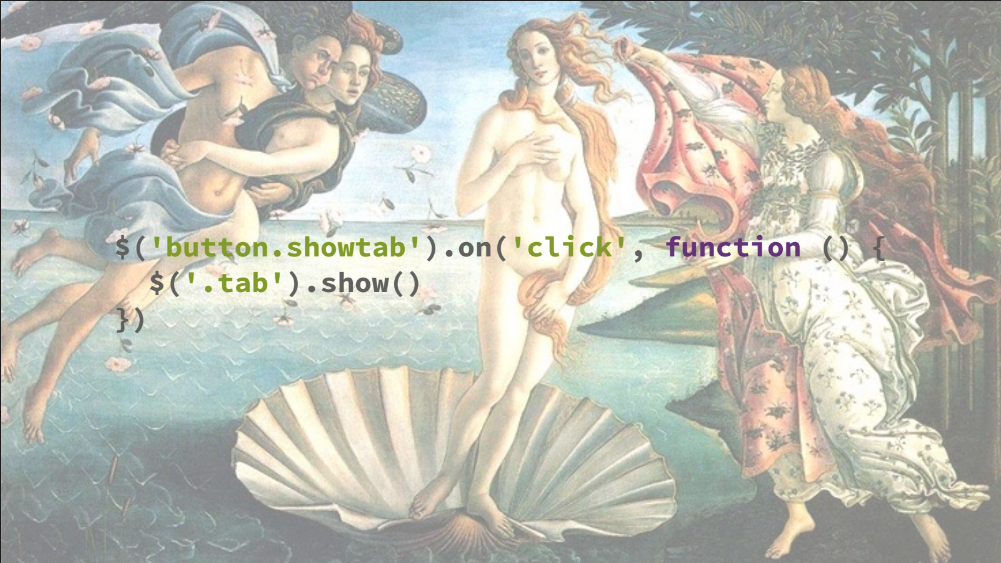 $('button.showtab').on('click', function () {
  $('.tab').show()
})